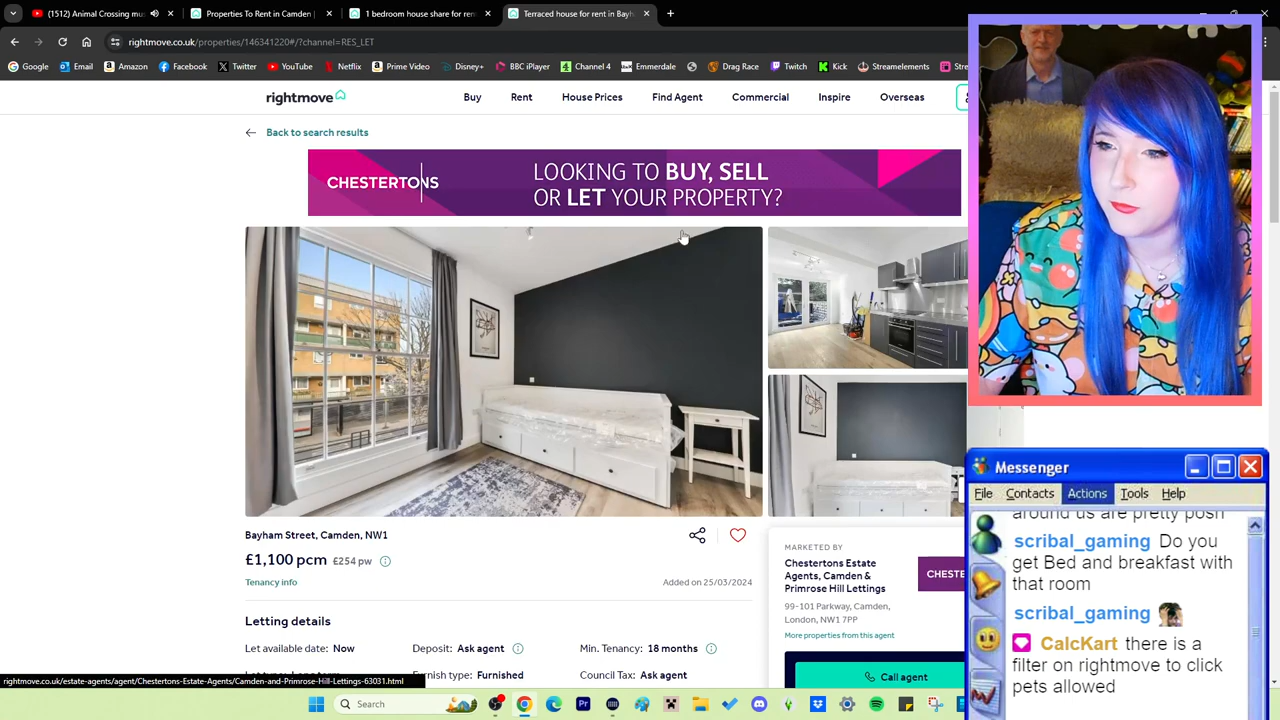 (1512) Animal Crossing mu
Properties To Rent in Camden
1 bedroom house share for ren
Terraced house for rent in Bayh
rightmove.co.uk/properties/146341220#/?channel=RES_LET
Google Email Amazon Facebook Twitter YouTube Netflix Prime Video Disney+ BBC iPlayer Channel 4 Emmerdale Drag Race Twitch Kick Streamelements Stre
rightmove
Buy Rent House Prices Find Agent Commercial Inspire Overseas
Back to search results
CHESTERTONS
LOOKING TO BUY, SELL
OR LET YOUR PROPERTY?
Bayham Street, Camden, NW1
£1,100 pcm £254 pw
Tenancy info
Added on 25/03/2024
Letting details
Let available date: Now
Deposit: Ask agent
Min. Tenancy: 18 months
Let type: Long term
Furnish type: Furnished
Council Tax: Ask agent
MARKETED BY
Chestertons Estate
Agents, Camden &
Primrose Hill Lettings
CHESTE
99-101 Parkway, Camden,
London, NW1 7PP
More properties from this agent
Call agent
rightmove.co.uk/estate-agents/agent/Chestertons-Estate-Agents/Camden-and-Primrose-Hill-Lettings-63031.html
Search
Messenger
File Contacts Actions Tools Help
around us are pretty posh
scribal_gaming Do you
get Bed and breakfast with
that room
scribal_gaming
CalcKart there is a
filter on rightmove to click
pets allowed